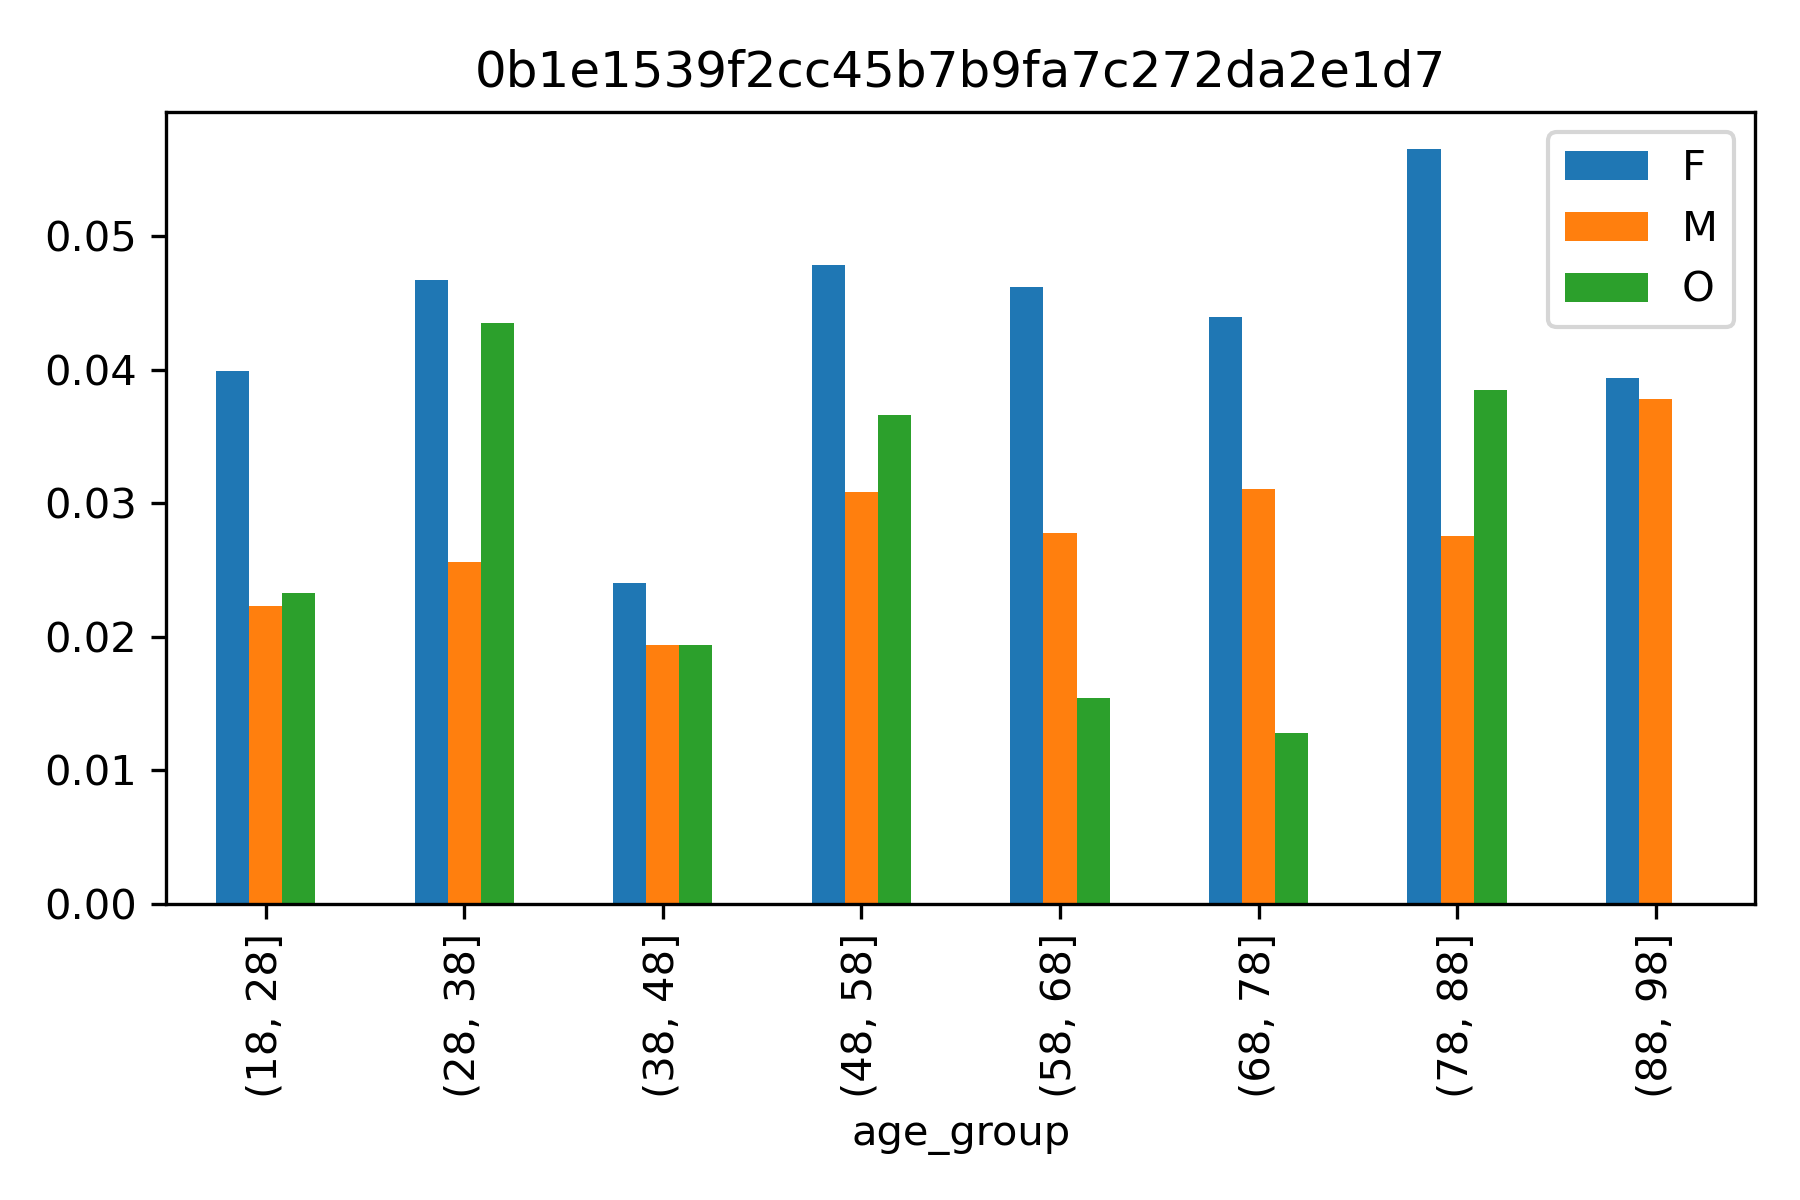 0b1e1539f2cc45b7b9fa7c272da2e1d7
F
M
O
0.05
0.04
0.03
0.02
0.01
0.00
(18, 28]
(28, 38]
(38, 48]
(48, 58]
(58, 68]
(68, 78]
(78, 88]
(88, 98]
age_group